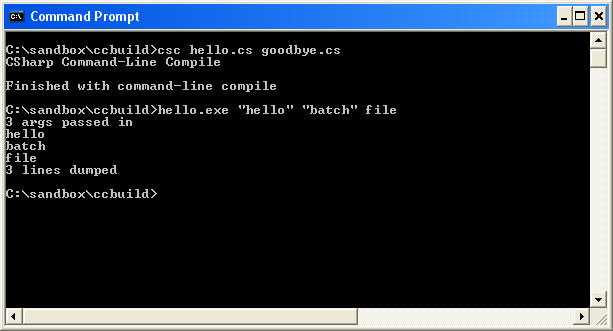 Command Prompt
C:\sandbox\ccbuild>csc hello.cs goodbye.cs
CSharp Command-Line Compile
Finished with command-line compile
C:\sandbox\ccbuild>hello.exe "hello" "batch" file
3 args passed in
hello
batch
file
3 lines dumped
C:\sandbox\ccbuild>